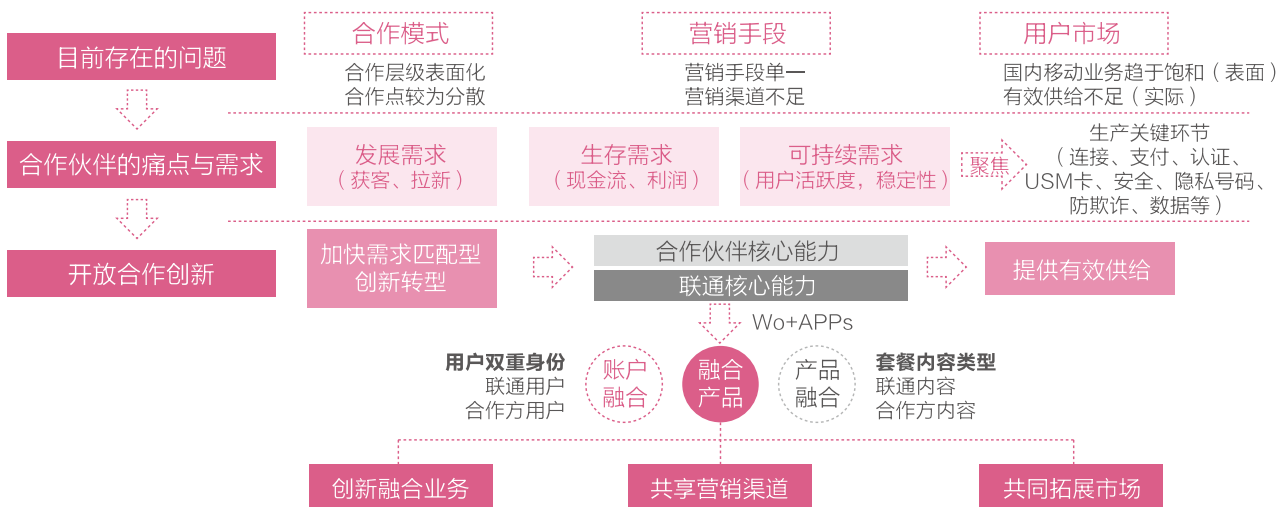 目前存在的问题
合作模式
合作层级表面化
合作点较为分散
营销手段
营销手段单一
营销渠道不足
用户市场
国内移动业务趋于饱和（表面）
有效供给不足（实际）
合作伙伴的痛点与需求
发展需求
（获客、拉新）
生存需求
（现金流、利润）
可持续需求
（用户活跃度，稳定性）
聚焦
生产关键环节
（连接、支付、认证、
USM卡、安全、隐私号码、
防欺诈、数据等）
开放合作创新
加快需求匹配型
创新转型
合作伙伴核心能力
联通核心能力
提供有效供给
Wo+APPs
用户双重身份
联通用户
合作方用户
账户
融合
融合
产品
产品
融合
套餐内容类型
联通内容
合作方内容
创新融合业务
共享营销渠道
共同拓展市场